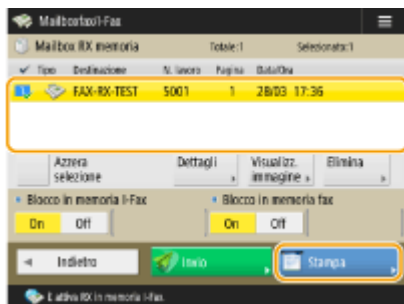 Mailbox fax/I-Fax
Mailbox RX memoria Totale:1 Selezionato:1
Tipo Destinazione N. lavoro Pagina Data/Ora
FAX-RX-TEST 5001 1 28/03 17:36
Azzera selezione Dettagli Visualizz. immagine Elimina
Blocco in memoria I-Fax Blocco in memoria fax
On Off On Off
Indietro Invio Stampa
È attiva RX in memoria I-Fax.